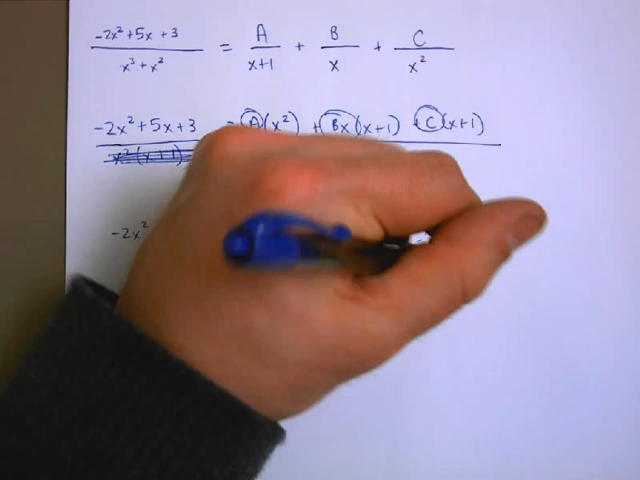 -2x² + 5x + 3 / x³ + x² = A / x+1 + B / x + C / x²
-2x² + 5x + 3 / x²(x+1) = A(x²) + Bx(x+1) + C(x+1)
-2x²